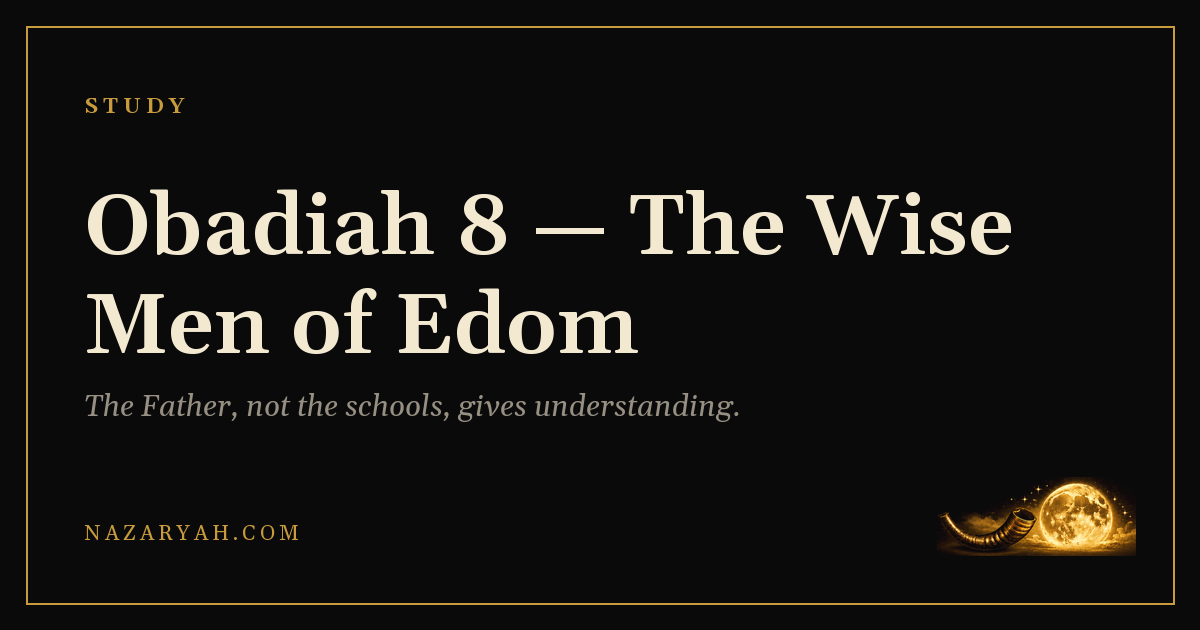 STUDY
Obadiah 8 — The Wise
Men of Edom
The Father, not the schools, gives understanding.
NAZARYAH.COM